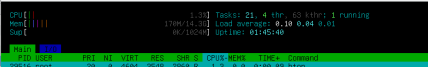 CPU[ 1.3%] Tasks: 21, 4 thr, 63 kthr; 1 running
Mem[|||||| 170M/14.3G] Load average: 0.10 0.04 0.01
Swp[ 0K/1024M] Uptime: 01:45:40
Main
PID USER PRI NI VIRT RES SHR S CPU%▽MEM% TIME+ Command